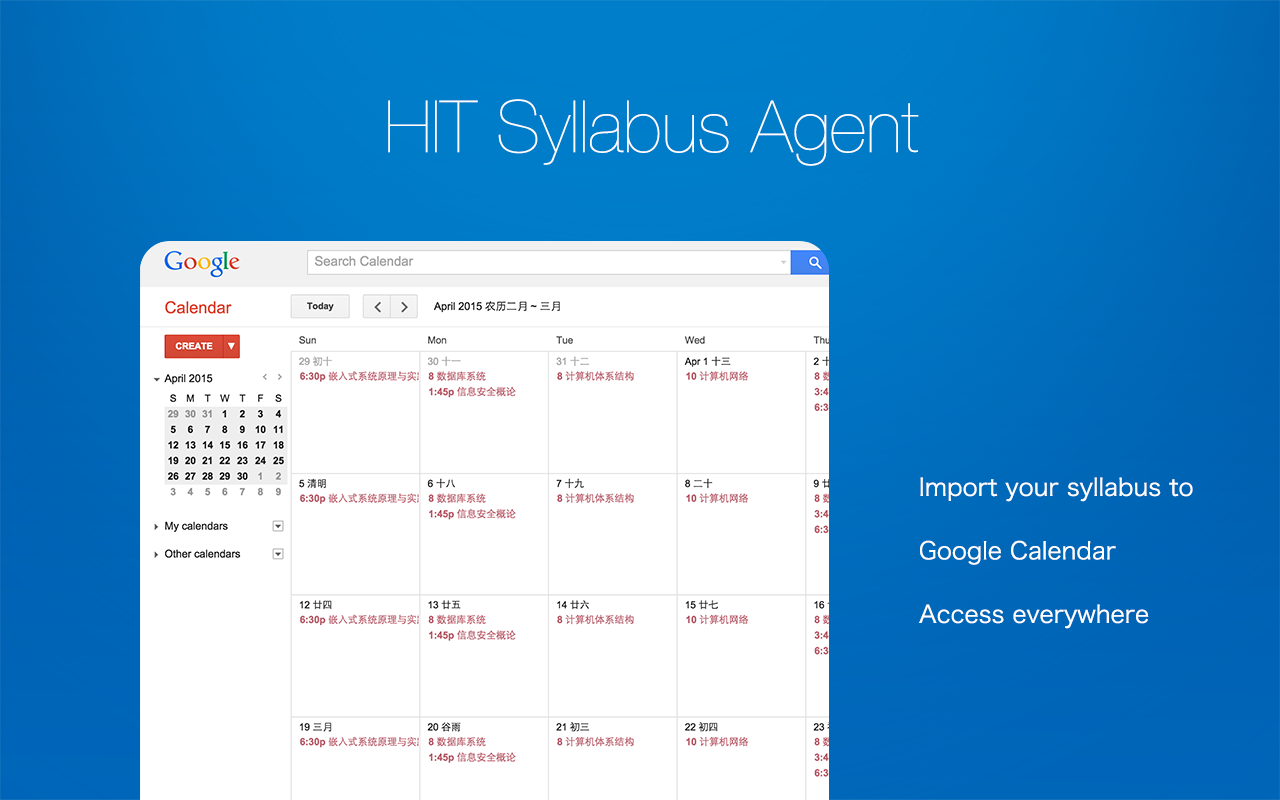 HIT Syllabus Agent
Google
Search Calendar
Calendar
Today
April 2015 农历二月 ~ 三月
CREATE
April 2015
S M T W T F S
29 30 31 1 2 3 4
5 6 7 8 9 10 11
12 13 14 15 16 17 18
19 20 21 22 23 24 25
26 27 28 29 30 1 2
3 4 5 6 7 8 9
My calendars
Other calendars
Sun Mon Tue Wed Thu
29 初十 30 十一 31 十二 Apr 1 十三 2
6:30p 嵌入式系统原理与实 8 数据库系统 8 计算机体系结构 10 计算机网络 8 数
1:45p 信息安全概论 3:4
6:3
5 清明 6 十八 7 十九 8 二十 9
6:30p 嵌入式系统原理与实 8 数据库系统 8 计算机体系结构 10 计算机网络 8 数
1:45p 信息安全概论 3:4
6:3
12 廿四 13 廿五 14 廿六 15 廿七 16
6:30p 嵌入式系统原理与实 8 数据库系统 8 计算机体系结构 10 计算机网络 8 数
1:45p 信息安全概论 3:4
6:3
19 三月 20 谷雨 21 初三 22 初四 23
6:30p 嵌入式系统原理与实 8 数据库系统 8 计算机体系结构 10 计算机网络 8 数
1:45p 信息安全概论 3:4
6:3
Import your syllabus to
Google Calendar
Access everywhere